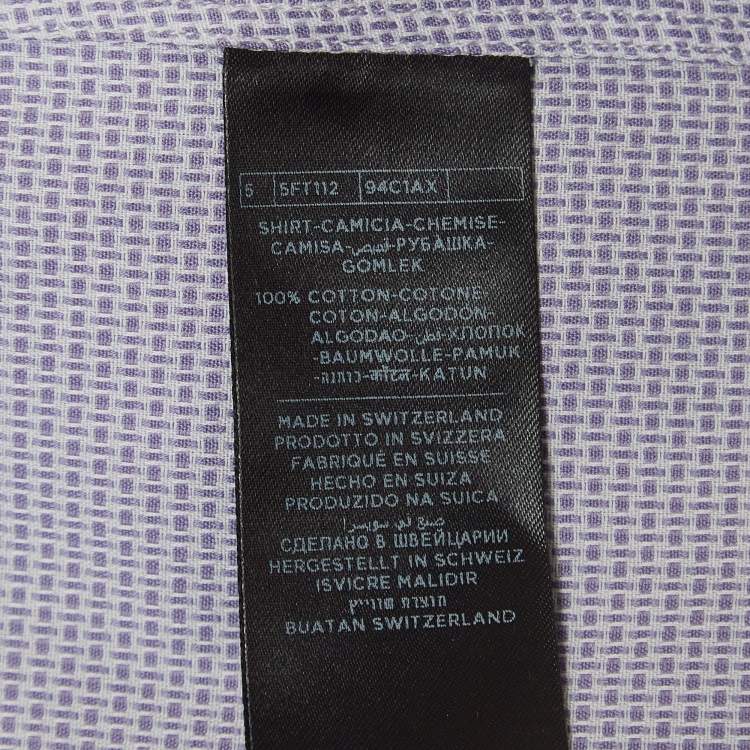 5 5FT112 94C1AX
SHIRT-CAMICIA-CHEMISE-
CAMISA-قميص-РУБАШКА-
GOMLEK
100% COTTON-COTONE-
COTON-ALGODON-
ALGODAO-قطن-ХЛОПОК
-BAUMWOLLE-PAMUK
-כותנה-कॉटन-KATUN
MADE IN SWITZERLAND
PRODOTTO IN SVIZZERA
FABRIQUÉ EN SUISSE
HECHO EN SUIZA
PRODUZIDO NA SUICA
صنع في سويسرا
СДЕЛАНО В ШВЕЙЦАРИИ
HERGESTELLT IN SCHWEIZ
ISVICRE MALIDIR
תוצרת שווייץ
BUATAN SWITZERLAND